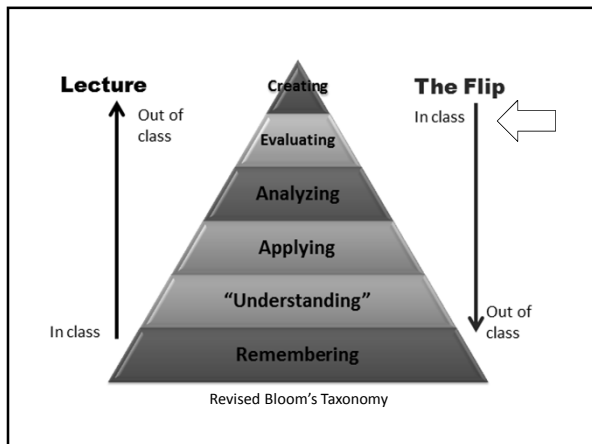 Lecture
Out of
class
In class
Creating
Evaluating
Analyzing
Applying
“Understanding”
Remembering
The Flip
In class
Out of
class
Revised Bloom’s Taxonomy